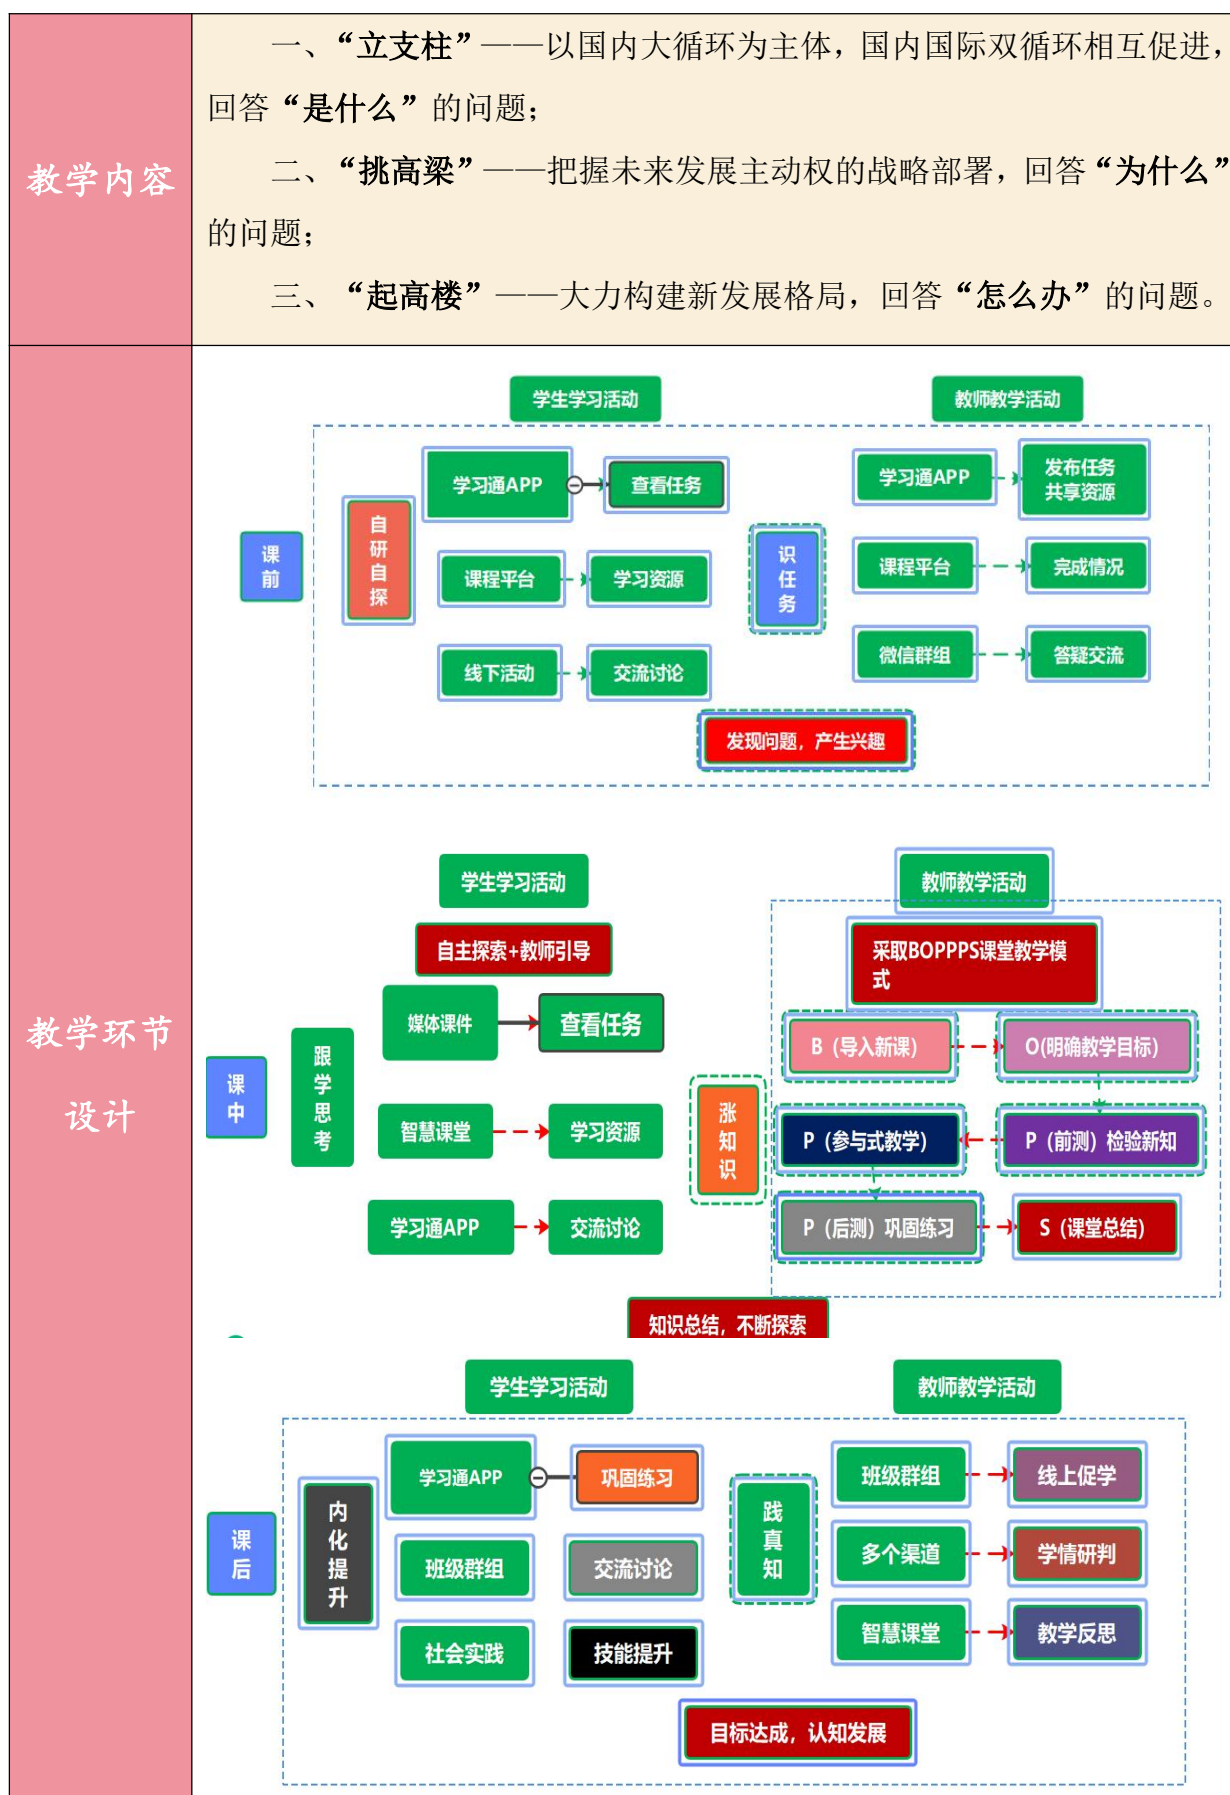 教学内容
一、“立支柱”——以国内大循环为主体，国内国际双循环相互促进，
回答“是什么”的问题；
二、“挑高梁”——把握未来发展主动权的战略部署，回答“为什么”
的问题；
三、“起高楼”——大力构建新发展格局，回答“怎么办”的问题。
教学环节
设计
学生学习活动
教师教学活动
课前
自研自探
学习通APP
查看任务
课程平台
学习资源
线下活动
交流讨论
识任务
学习通APP
发布任务
共享资源
课程平台
完成情况
微信群组
答疑交流
发现问题，产生兴趣
学生学习活动
教师教学活动
自主探索+教师引导
采取BOPPPS课堂教学模
式
课中
跟学思考
媒体课件
查看任务
智慧课堂
学习资源
学习通APP
交流讨论
涨知识
B（导入新课）
O(明确教学目标）
P（参与式教学）
P（前测）检验新知
P（后测）巩固练习
S（课堂总结）
知识总结，不断探索
学生学习活动
教师教学活动
课后
内化提升
学习通APP
巩固练习
班级群组
交流讨论
社会实践
技能提升
践真知
班级群组
线上促学
多个渠道
学情研判
智慧课堂
教学反思
目标达成，认知发展